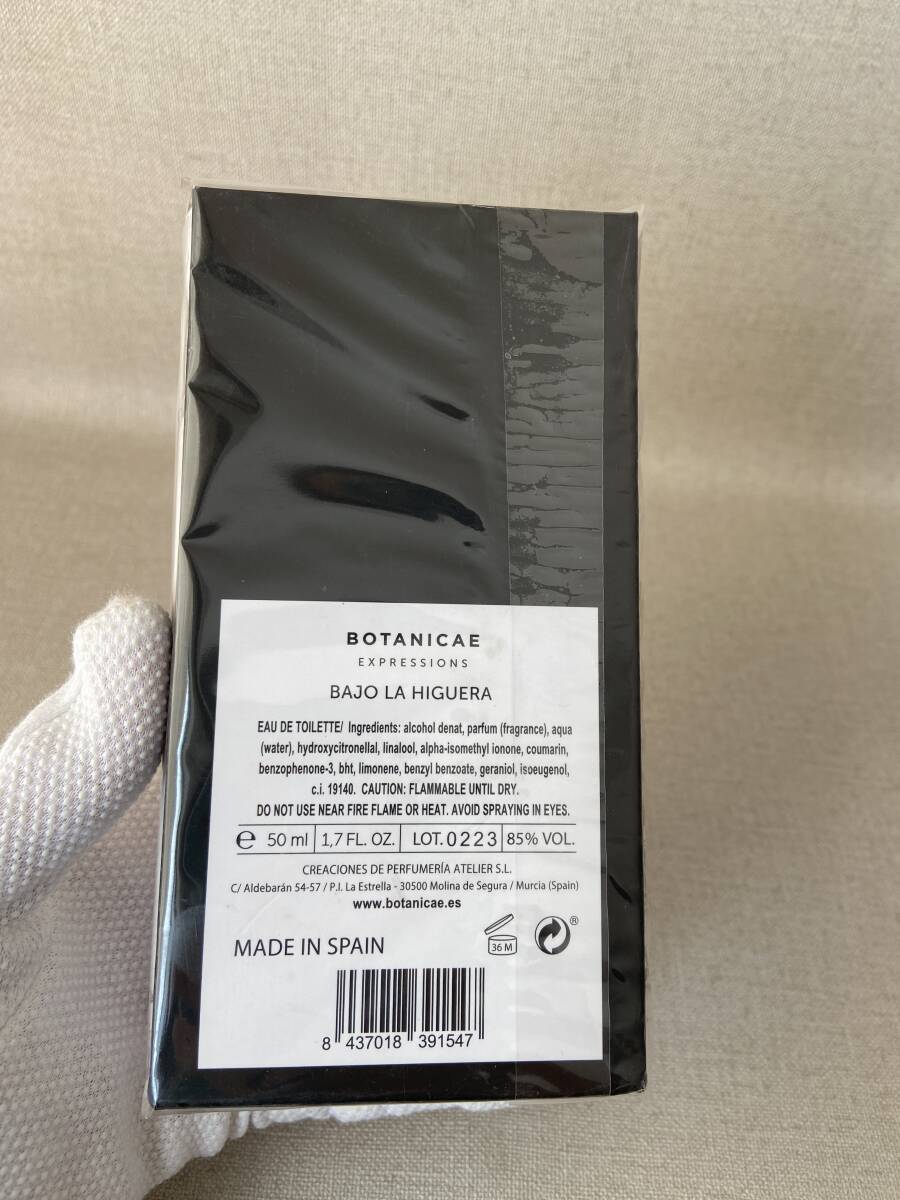 BOTANICAE
EXPRESSIONS
BAJO LA HIGUERA
EAU DE TOILETTE/ Ingredients: alcohol denat, parfum (fragrance), aqua
(water), hydroxycitronellal, linalool, alpha-isomethyl ionone, coumarin,
benzophenone-3, bht, limonene, benzyl benzoate, geraniol, isoeugenol,
c.i. 19140. CAUTION: FLAMMABLE UNTIL DRY.
DO NOT USE NEAR FIRE FLAME OR HEAT. AVOID SPRAYING IN EYES.
℮ 50 ml | 1,7 FL. OZ. | LOT. 0223 | 85% VOL.
CREACIONES DE PERFUMERÍA ATELIER S.L.
C/ Aldebarán 54-57 / P.I. La Estrella - 30500 Molina de Segura / Murcia (Spain)
www.botanicae.es
MADE IN SPAIN
36 M
®
8 437018 391547